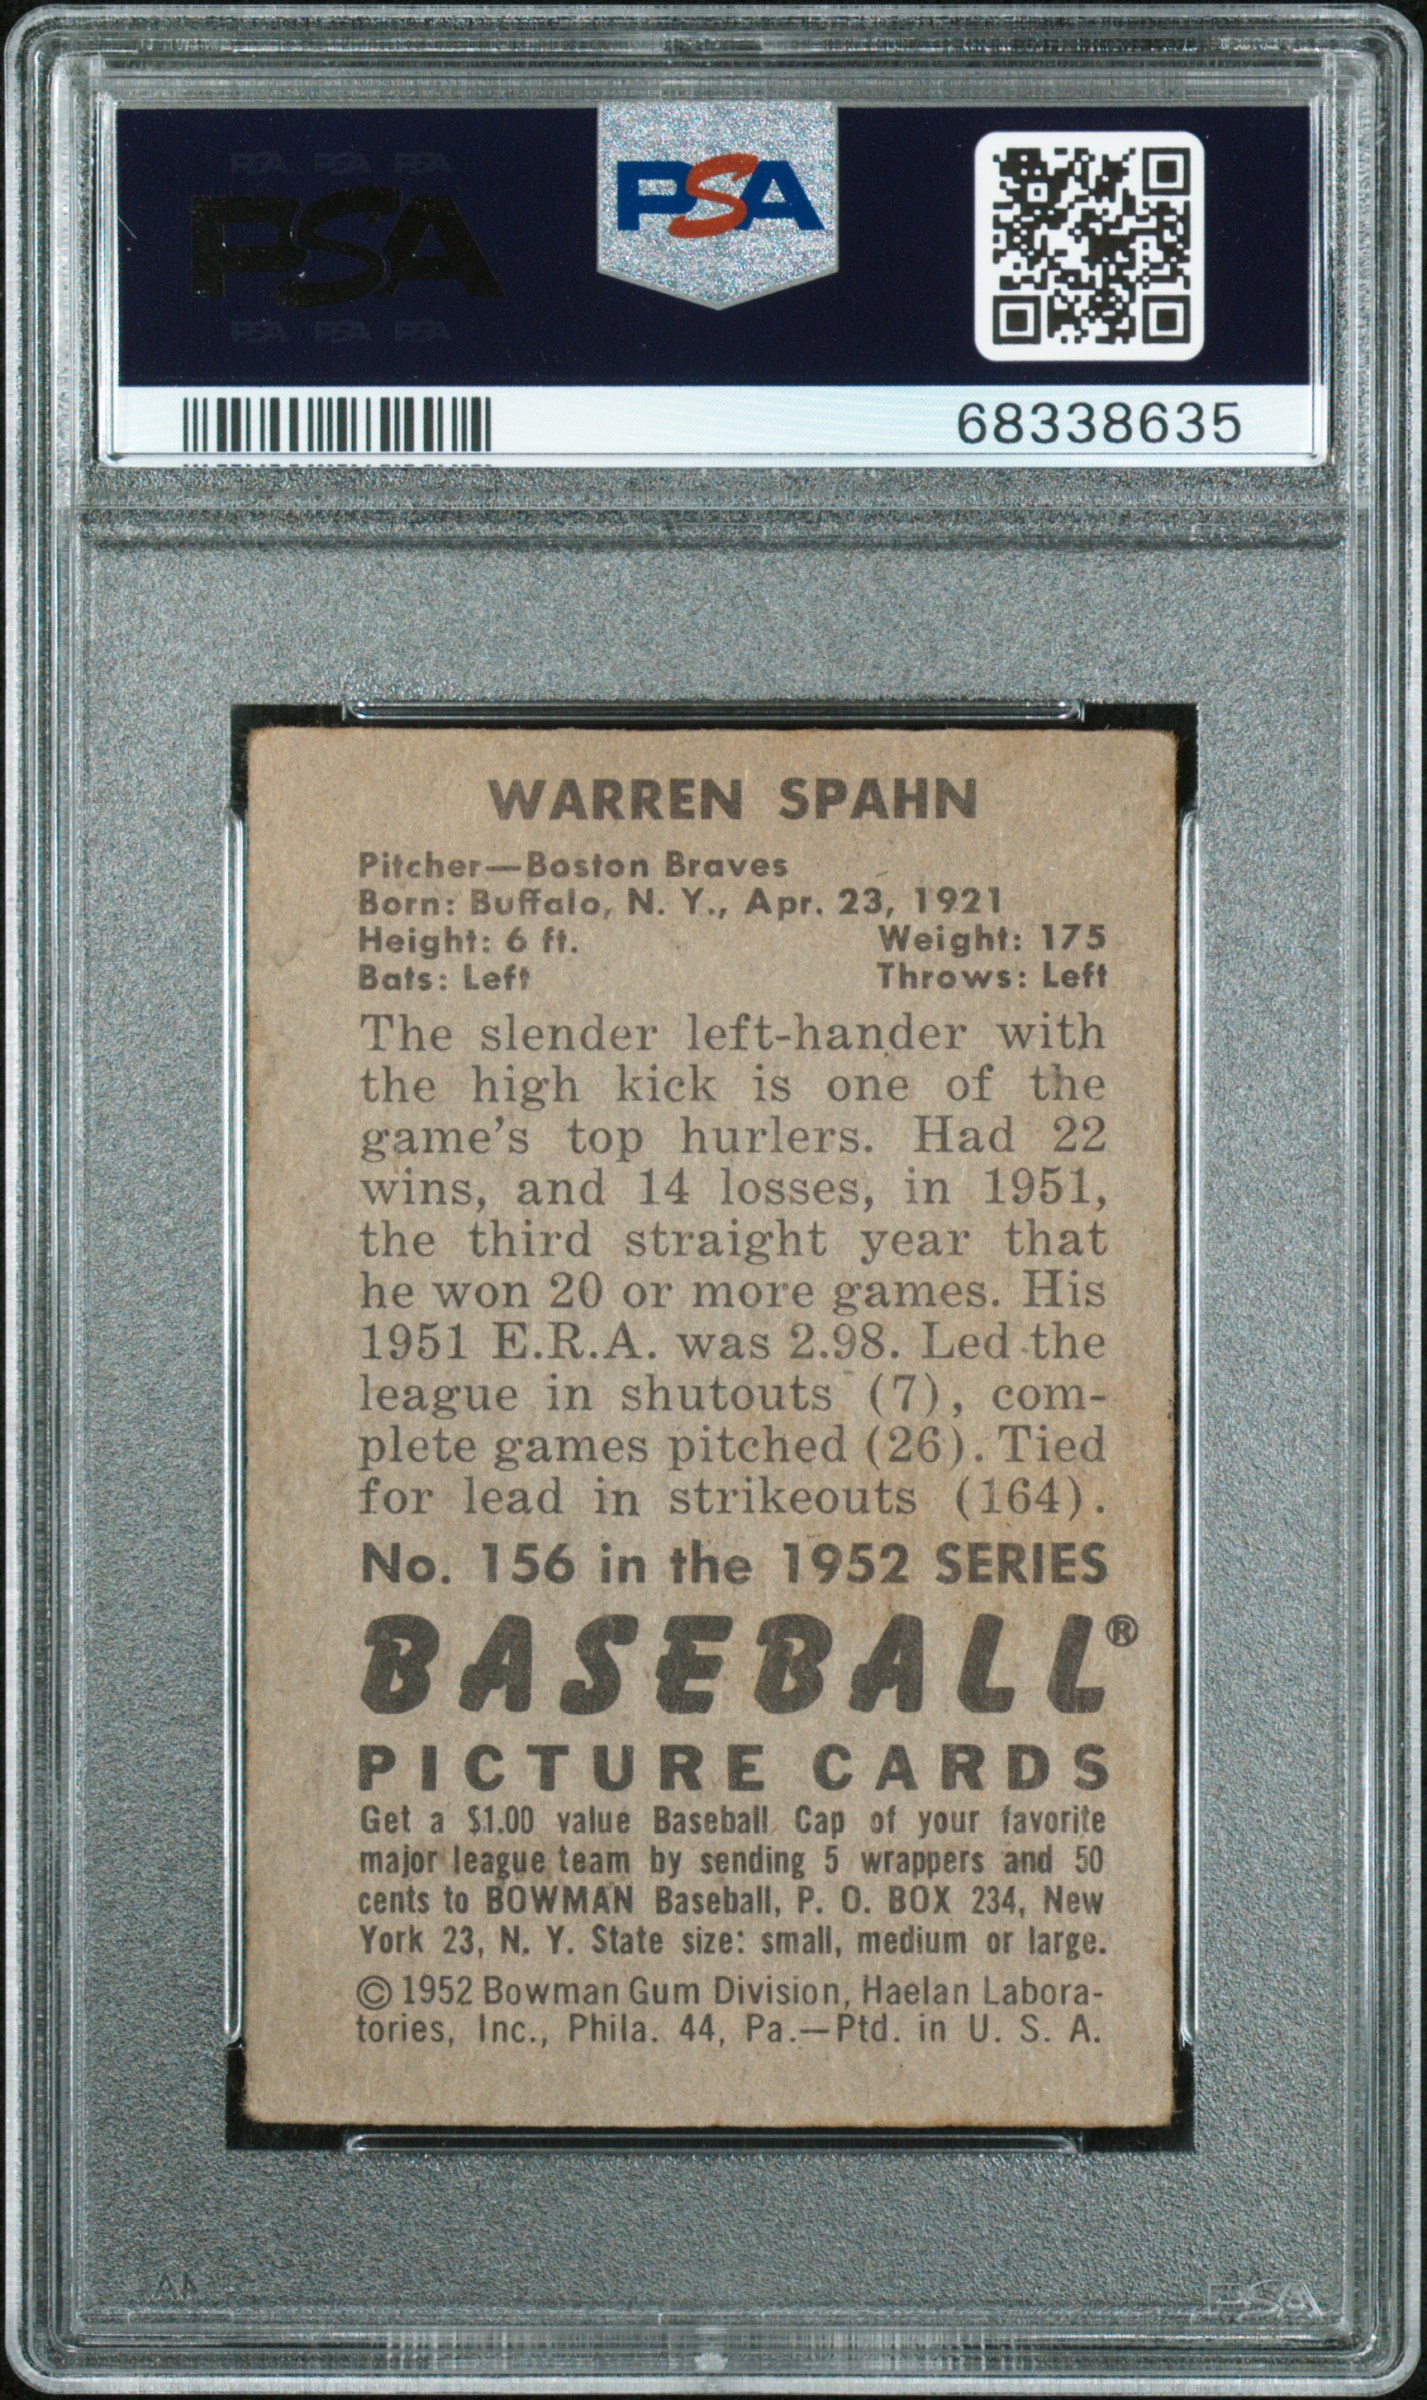 PSA PSA PSA
PSA
PSA PSA PSA
PSA
68338635
WARREN SPAHN
Pitcher—Boston Braves
Born: Buffalo, N. Y., Apr. 23, 1921
Height: 6 ft. Weight: 175
Bats: Left Throws: Left
The slender left-hander with
the high kick is one of the
game's top hurlers. Had 22
wins, and 14 losses, in 1951,
the third straight year that
he won 20 or more games. His
1951 E.R.A. was 2.98. Led the
league in shutouts (7), com-
plete games pitched (26). Tied
for lead in strikeouts (164).
No. 156 in the 1952 SERIES
BASEBALL®
PICTURE CARDS
Get a $1.00 value Baseball Cap of your favorite
major league team by sending 5 wrappers and 50
cents to BOWMAN Baseball, P. O. BOX 234, New
York 23, N. Y. State size: small, medium or large.
© 1952 Bowman Gum Division, Haelan Labora-
tories, Inc., Phila. 44, Pa.—Ptd. in U. S. A.
PSA